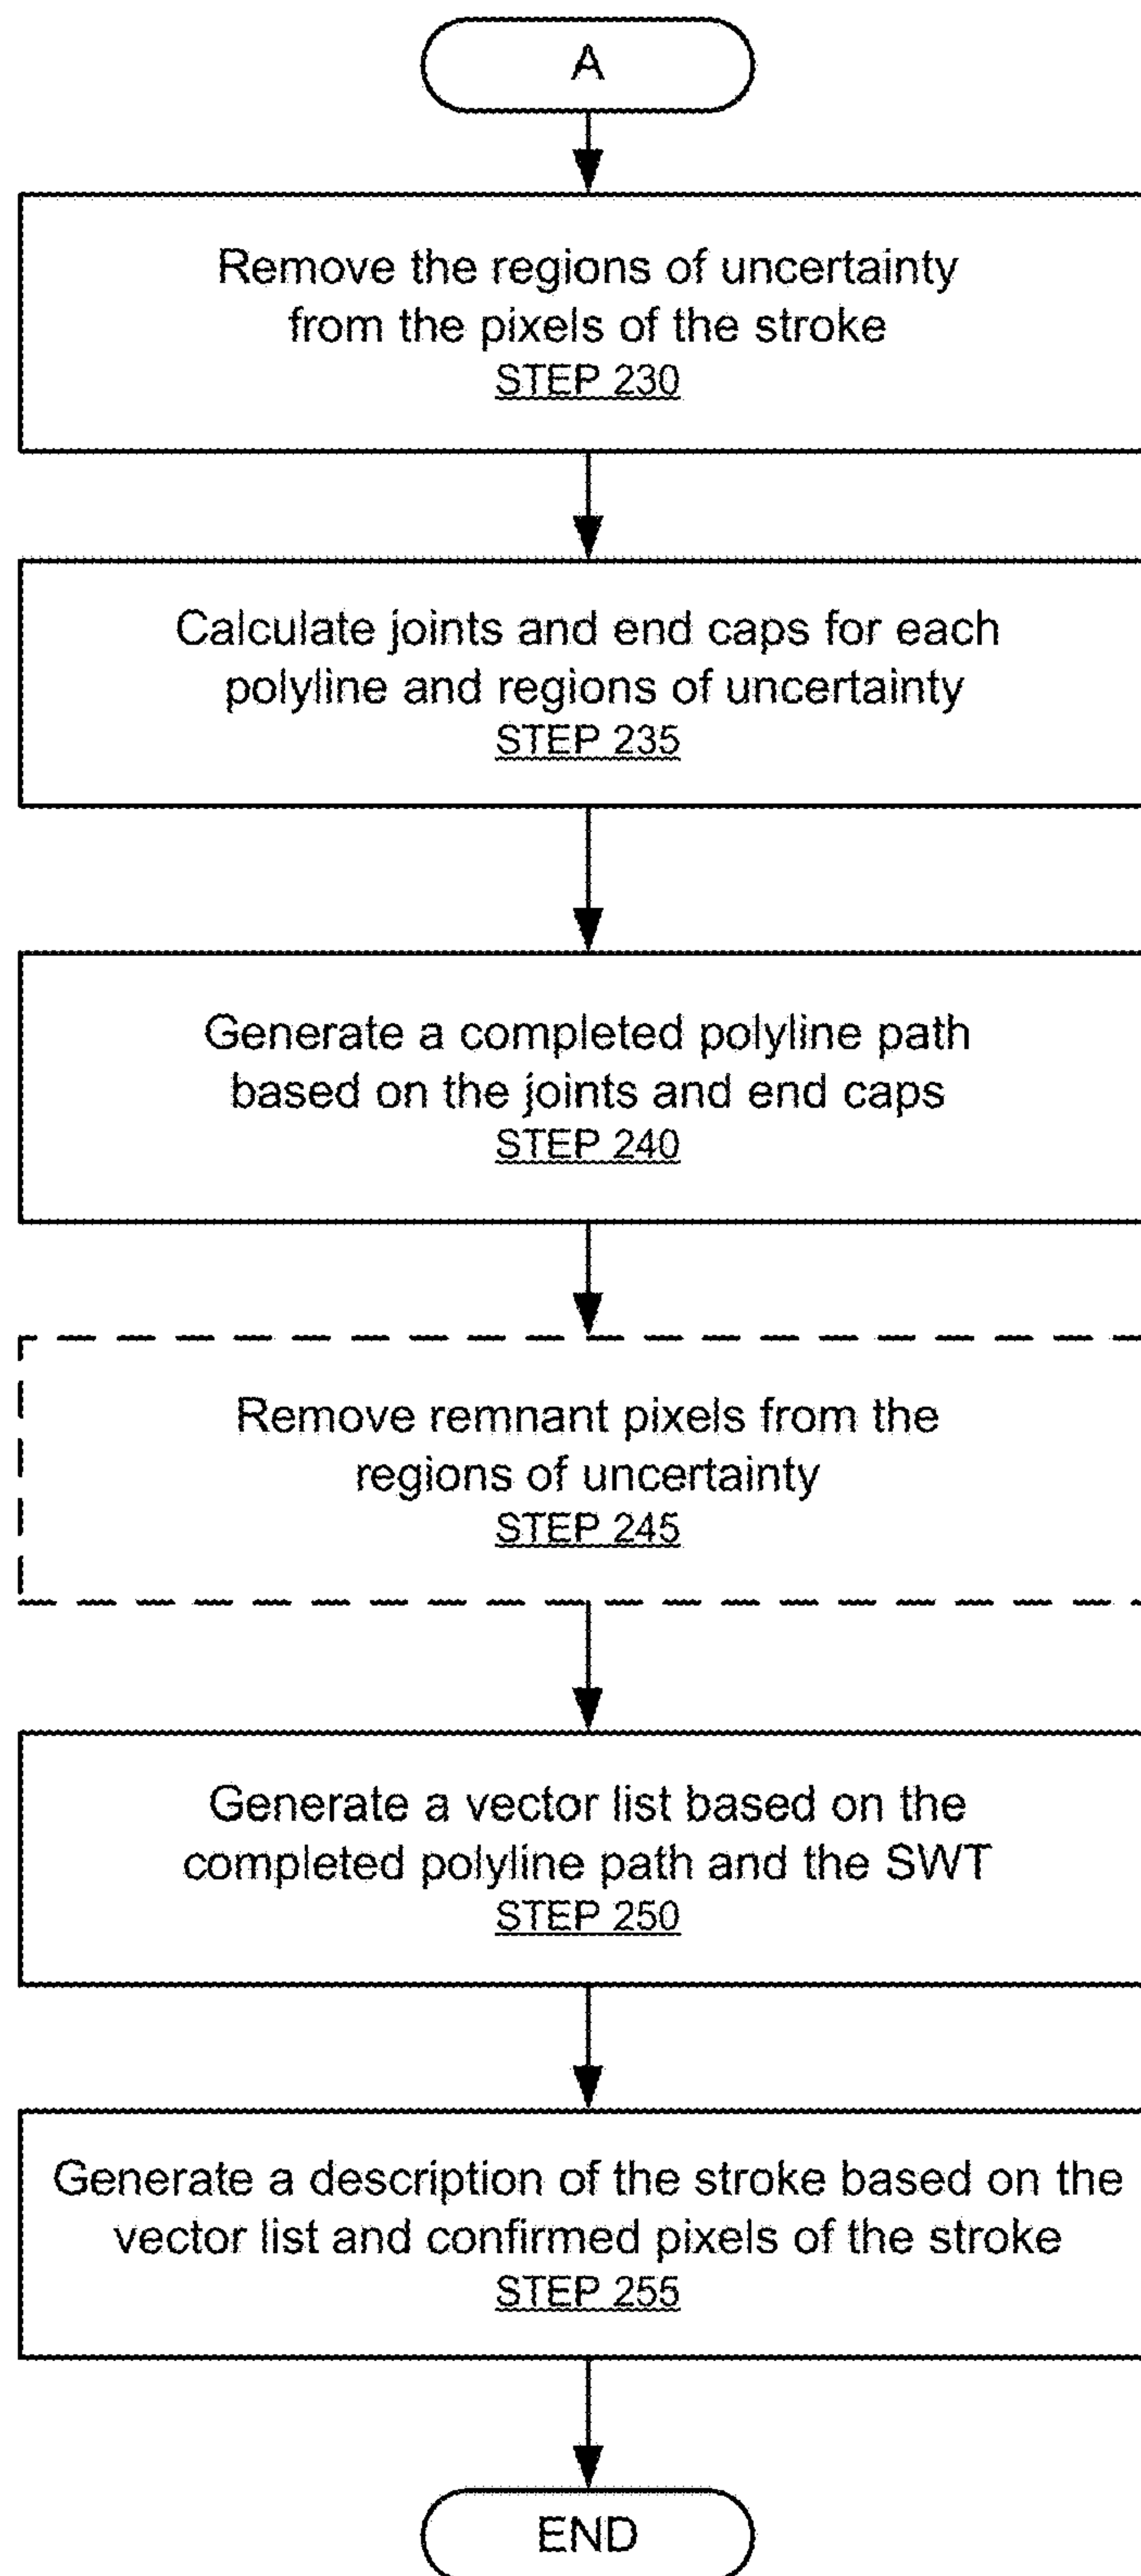 A
Remove the regions of uncertainty
from the pixels of the stroke
STEP 230
Calculate joints and end caps for each
polyline and regions of uncertainty
STEP 235
Generate a completed polyline path
based on the joints and end caps
STEP 240
Remove remnant pixels from the
regions of uncertainty
STEP 245
Generate a vector list based on the
completed polyline path and the SWT
STEP 250
Generate a description of the stroke based on the
vector list and confirmed pixels of the stroke
STEP 255
END